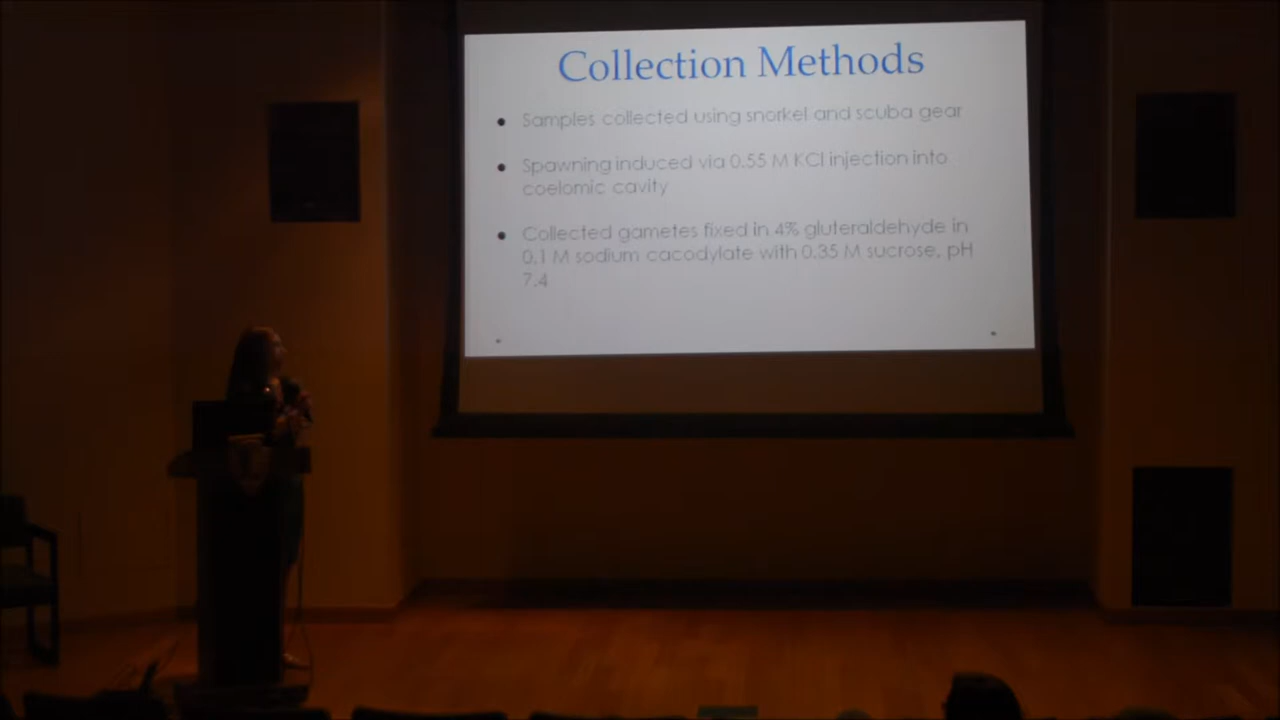 Collection Methods
Samples collected using snorkel and scuba gear
Spawning induced via 0.55 M KCl injection into
coelomic cavity
Collected gametes fixed in 4% gluteraldehyde in
0.1 M sodium cacodylate with 0.35 M sucrose, pH
7.4